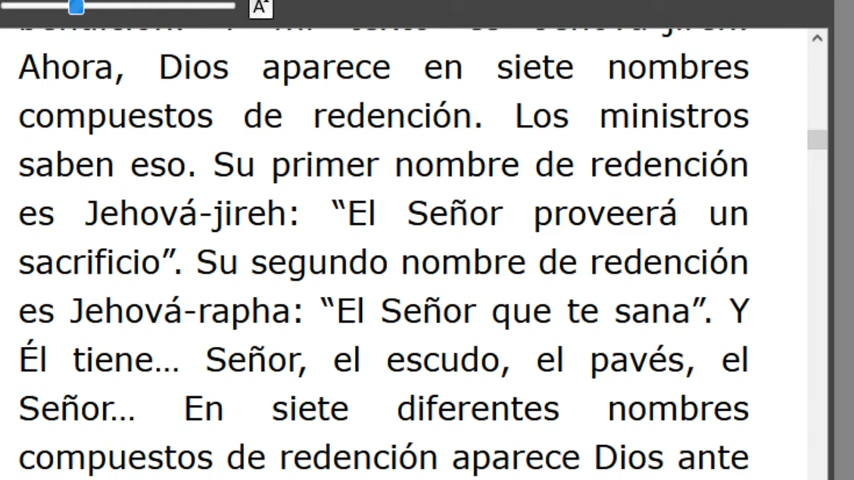 A
Ahora, Dios aparece en siete nombres
compuestos de redención. Los ministros
saben eso. Su primer nombre de redención
es Jehová-jireh: “El Señor proveerá un
sacrificio”. Su segundo nombre de redención
es Jehová-rapha: “El Señor que te sana”. Y
Él tiene… Señor, el escudo, el pavés, el
Señor… En siete diferentes nombres
compuestos de redención aparece Dios ante